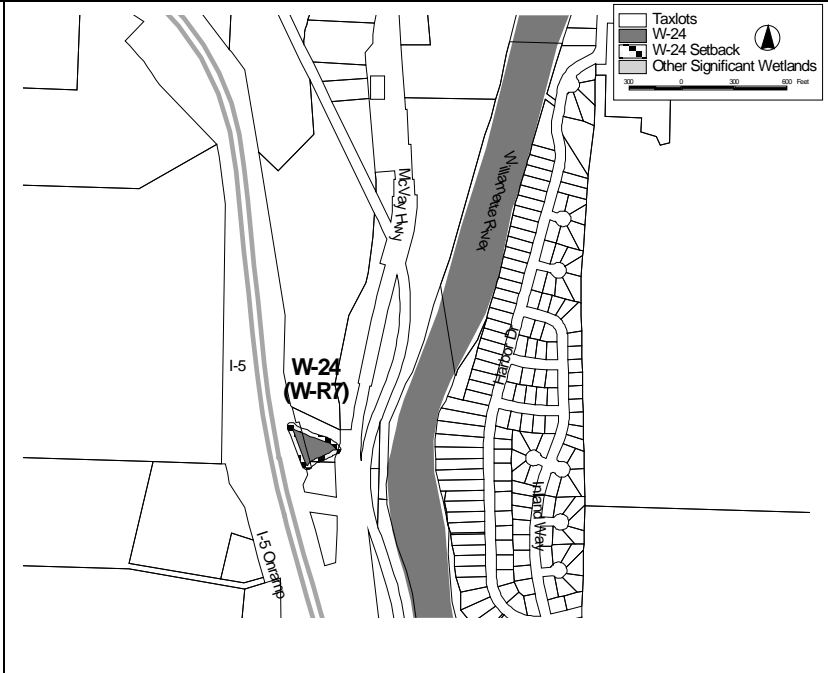 Taxlots
W-24
W-24 Setback
Other Significant Wetlands
300 0 300 600 Feet
Willamette River
McVay Hwy
I-5
W-24
(W-R7)
Harbor Dr
Inland Way
I-5 Onramp